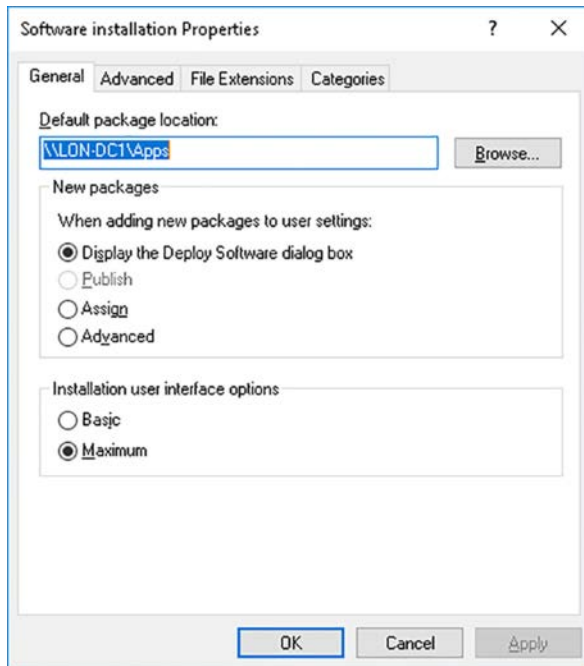 Software installation Properties ?
General Advanced File Extensions Categories
Default package location:
\\LON-DC1\Apps Browse...
New packages
When adding new packages to user settings:
Display the Deploy Software dialog box
Publish
Assign
Advanced
Installation user interface options
Basic
Maximum
OK Cancel Apply